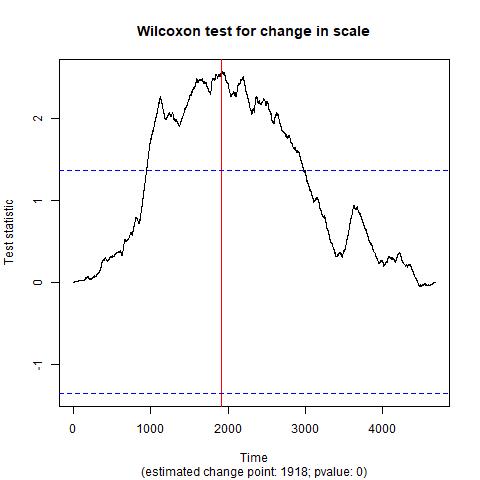 Wilcoxon test for change in scale
Test statistic
2
1
0
-1
0 1000 2000 3000 4000
Time
(estimated change point: 1918; pvalue: 0)